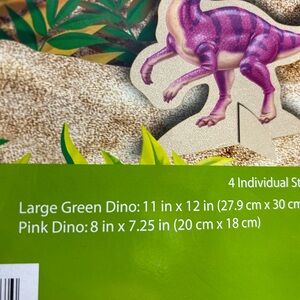 4 Individual St
Large Green Dino: 11 in x 12 in (27.9 cm x 30 cm
Pink Dino: 8 in x 7.25 in (20 cm x 18 cm)